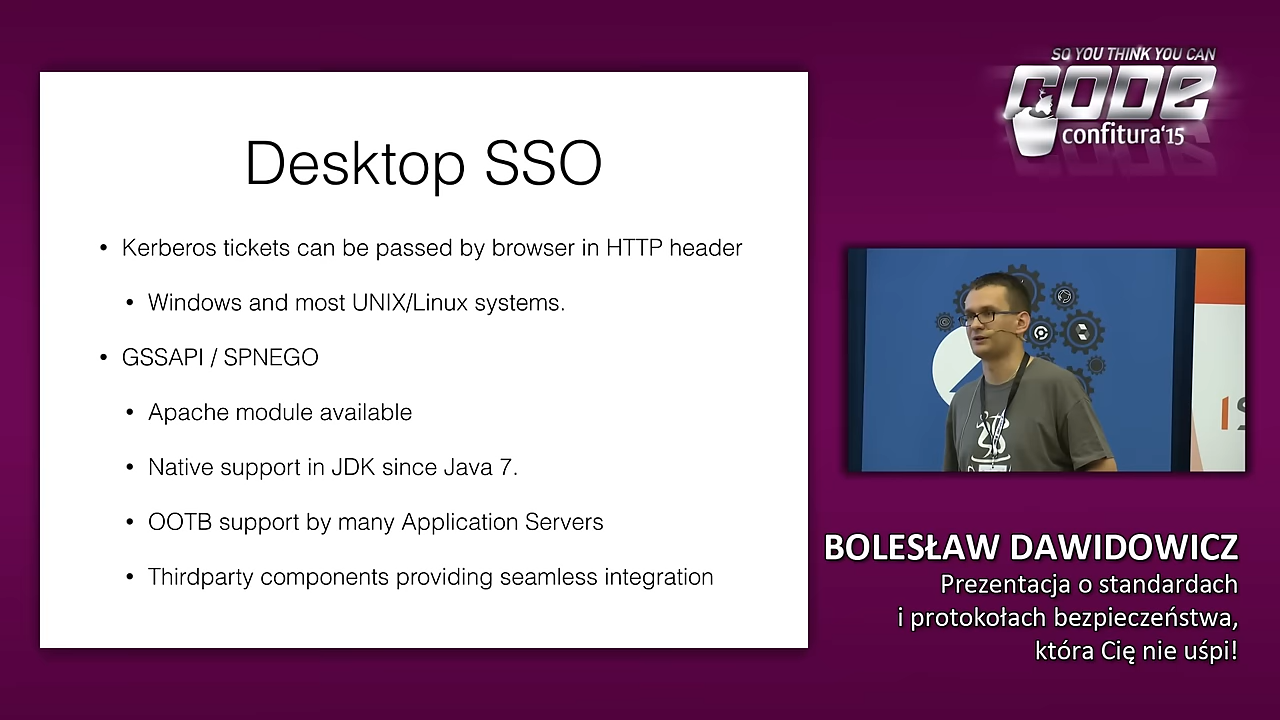 Desktop SSO
• Kerberos tickets can be passed by browser in HTTP header
• Windows and most UNIX/Linux systems.
• GSSAPI / SPNEGO
• Apache module available
• Native support in JDK since Java 7.
• OOTB support by many Application Servers
• Thirdparty components providing seamless integration
SO YOU THINK YOU CAN
CODE
confitura'15
BOLESŁAW DAWIDOWICZ
Prezentacja o standardach
i protokołach bezpieczeństwa,
która Cię nie uśpi!